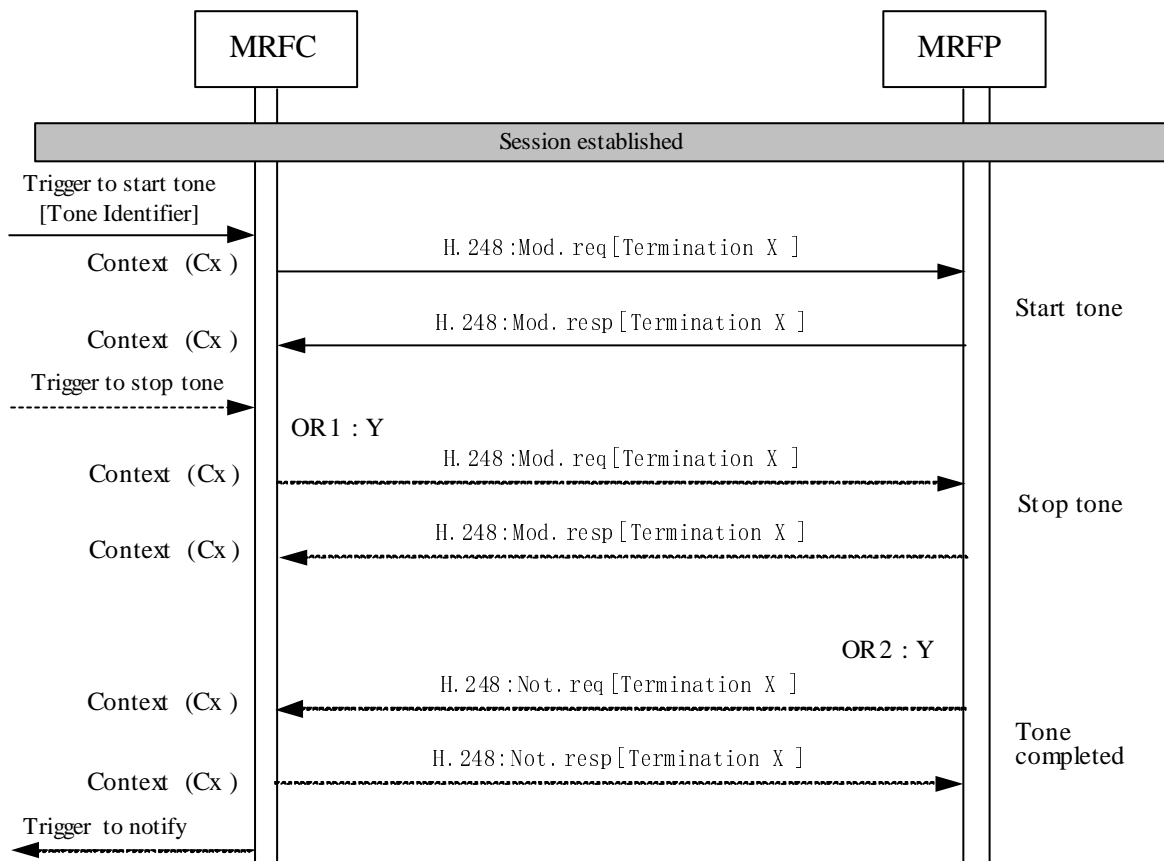 MRFC
MRFP
Session established
Trigger to start tone
[Tone Identifier]
Context (Cx )
H.248:Mod.req[Termination X ]
Start tone
Context (Cx )
H.248:Mod.resp[Termination X ]
Trigger to stop tone
OR1 : Y
Context (Cx )
H.248:Mod.req[Termination X ]
Stop tone
Context (Cx )
H.248:Mod.resp[Termination X ]
OR2 : Y
Context (Cx )
H.248:Not.req[Termination X ]
Tone
completed
Context (Cx )
H.248:Not.resp[Termination X ]
Trigger to notify